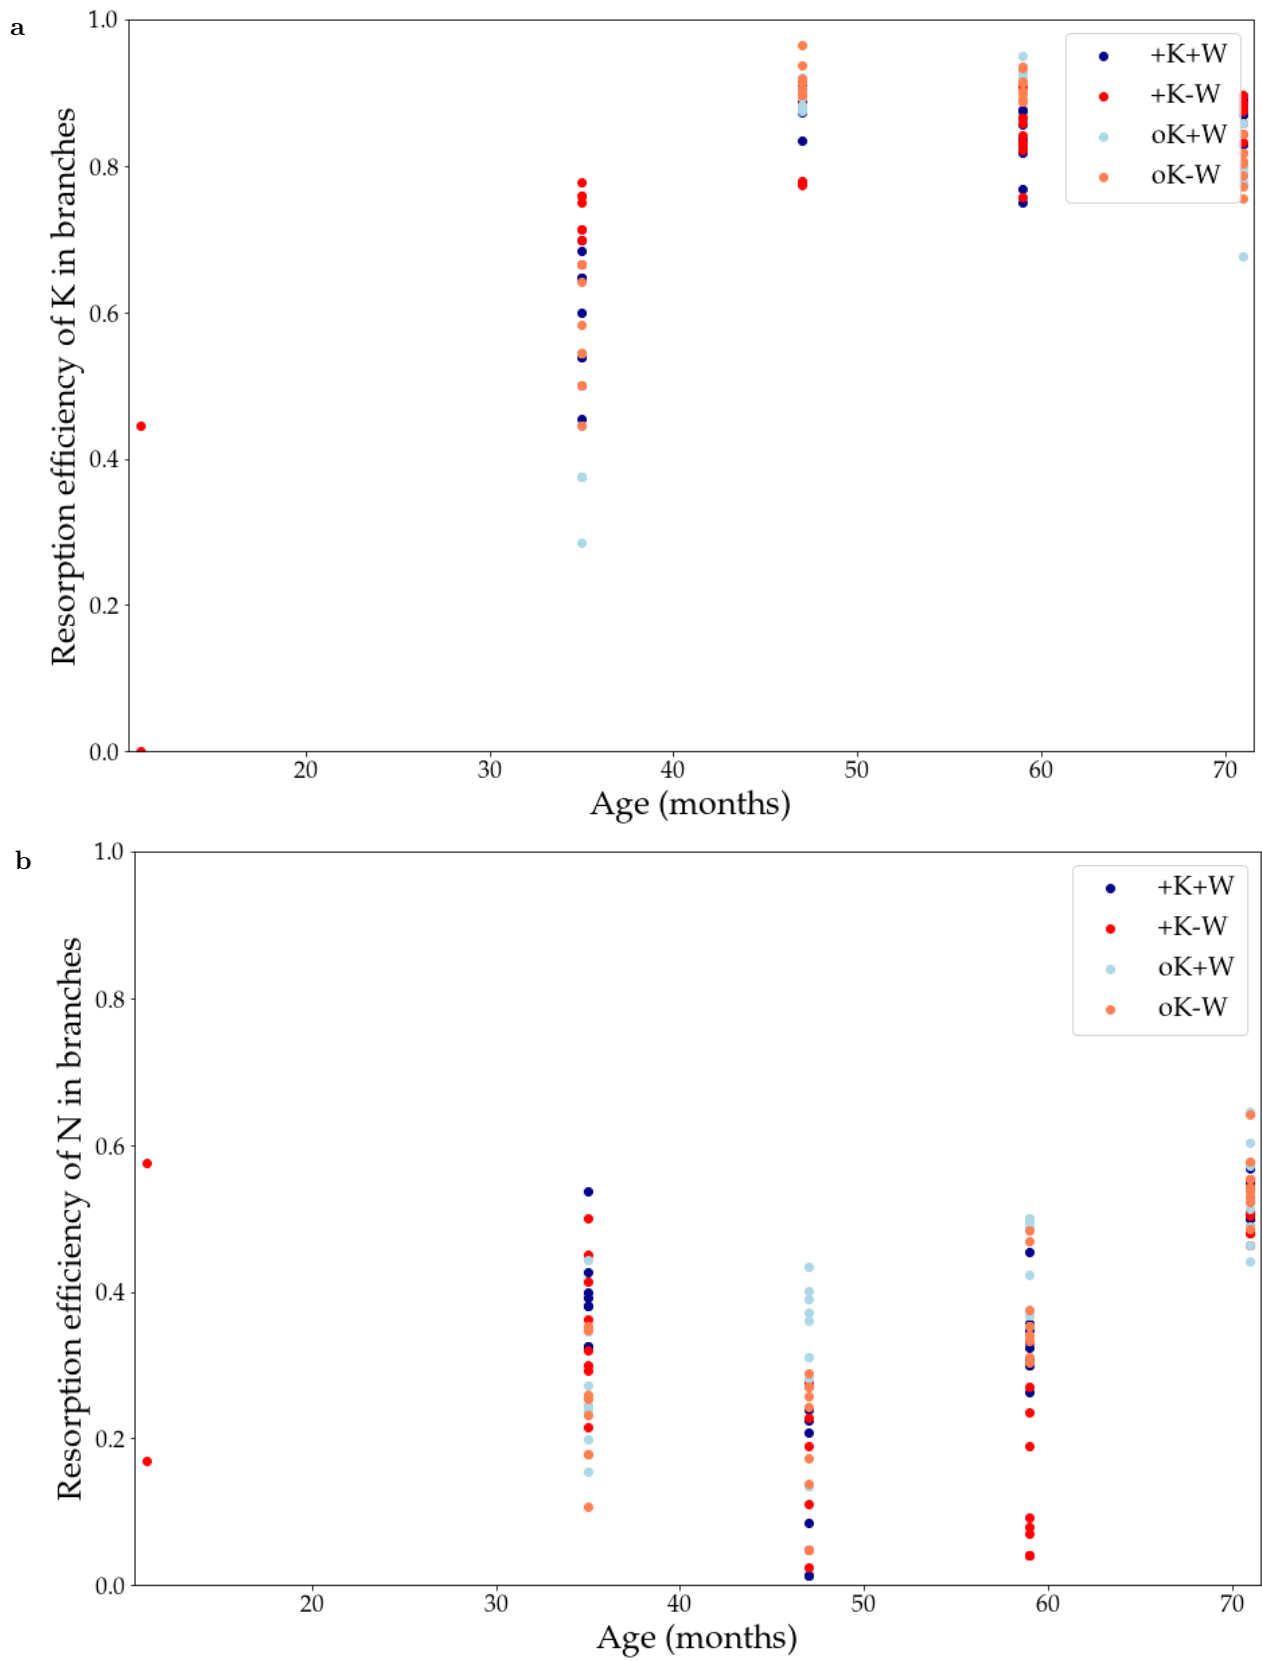 a
Resorption efficiency of K in branches
1.0
0.8
0.6
0.4
0.2
0.0
+K+W
+K-W
oK+W
oK-W
20 30 40 50 60 70
Age (months)
b
Resorption efficiency of N in branches
1.0
0.8
0.6
0.4
0.2
0.0
+K+W
+K-W
oK+W
oK-W
20 30 40 50 60 70
Age (months)